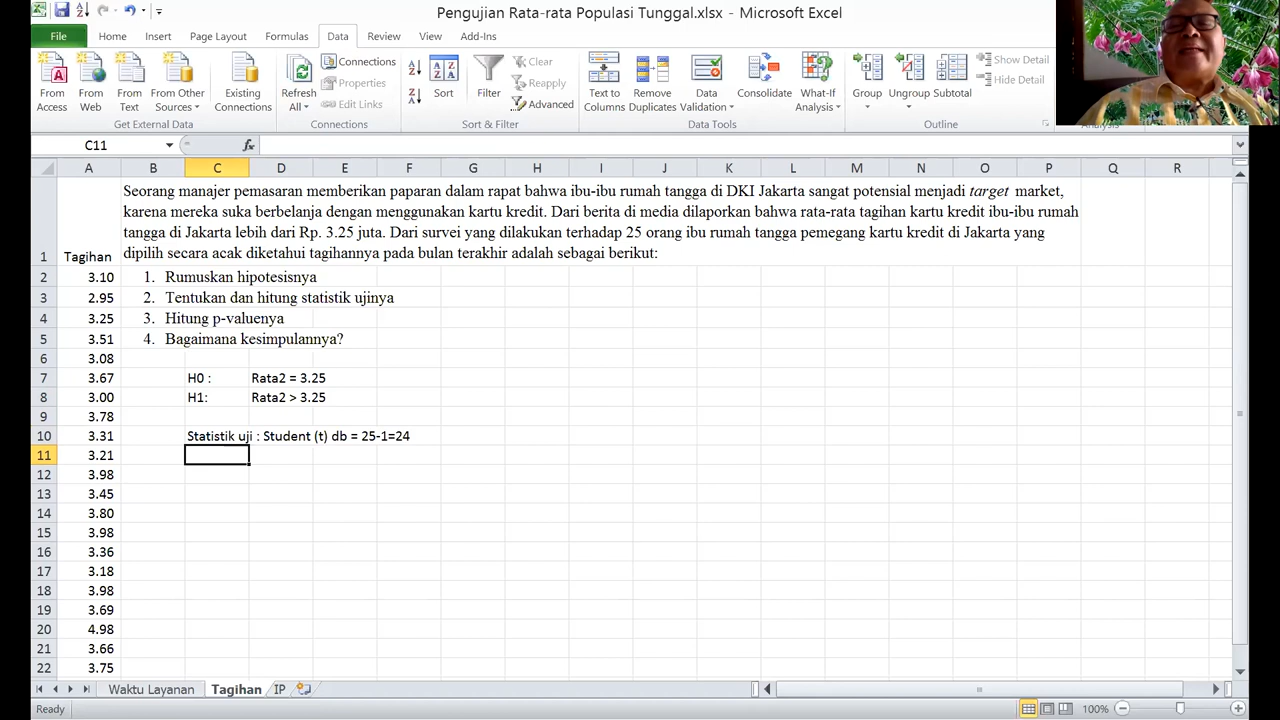 Pengujian Rata-rata Populasi Tunggal.xlsx - Microsoft Excel
File Home Insert Page Layout Formulas Data Review View Add-Ins
From Access
From Web
From Text
From Other Sources
Existing Connections
Get External Data
Refresh All
Connections
Properties
Edit Links
Connections
Sort
Filter
Clear
Reapply
Advanced
Sort & Filter
Text to Columns
Remove Duplicates
Data Validation
Consolidate
What-If Analysis
Data Tools
Group
Ungroup
Subtotal
Show Detail
Hide Detail
Outline
C11 fx
A B C D E F G H I J K L M N O P Q R
Seorang manajer pemasaran memberikan paparan dalam rapat bahwa ibu-ibu rumah tangga di DKI Jakarta sangat potensial menjadi target market,
karena mereka suka berbelanja dengan menggunakan kartu kredit. Dari berita di media dilaporkan bahwa rata-rata tagihan kartu kredit ibu-ibu rumah
tangga di Jakarta lebih dari Rp. 3.25 juta. Dari survei yang dilakukan terhadap 25 orang ibu rumah tangga pemegang kartu kredit di Jakarta yang
dipilih secara acak diketahui tagihannya pada bulan terakhir adalah sebagai berikut:
1 Tagihan
2 3.10 1. Rumuskan hipotesisnya
3 2.95 2. Tentukan dan hitung statistik ujinya
4 3.25 3. Hitung p-valuenya
5 3.51 4. Bagaimana kesimpulannya?
6 3.08
7 3.67 H0 : Rata2 = 3.25
8 3.00 H1: Rata2 > 3.25
9 3.78
10 3.31 Statistik uji : Student (t) db = 25-1=24
11 3.21
12 3.98
13 3.45
14 3.80
15 3.98
16 3.36
17 3.18
18 3.98
19 3.69
20 4.98
21 3.66
22 3.75
Waktu Layanan Tagihan IP
Ready 100%